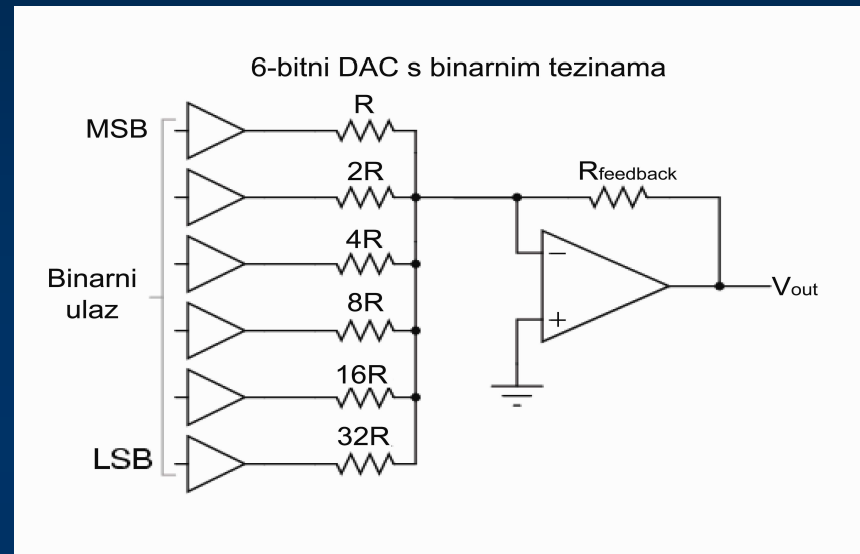 6-bitni DAC s binarnim tezinama
MSB
R
2R
Rfeedback
4R
Binarni
ulaz
8R
Vout
16R
LSB
32R
−
+